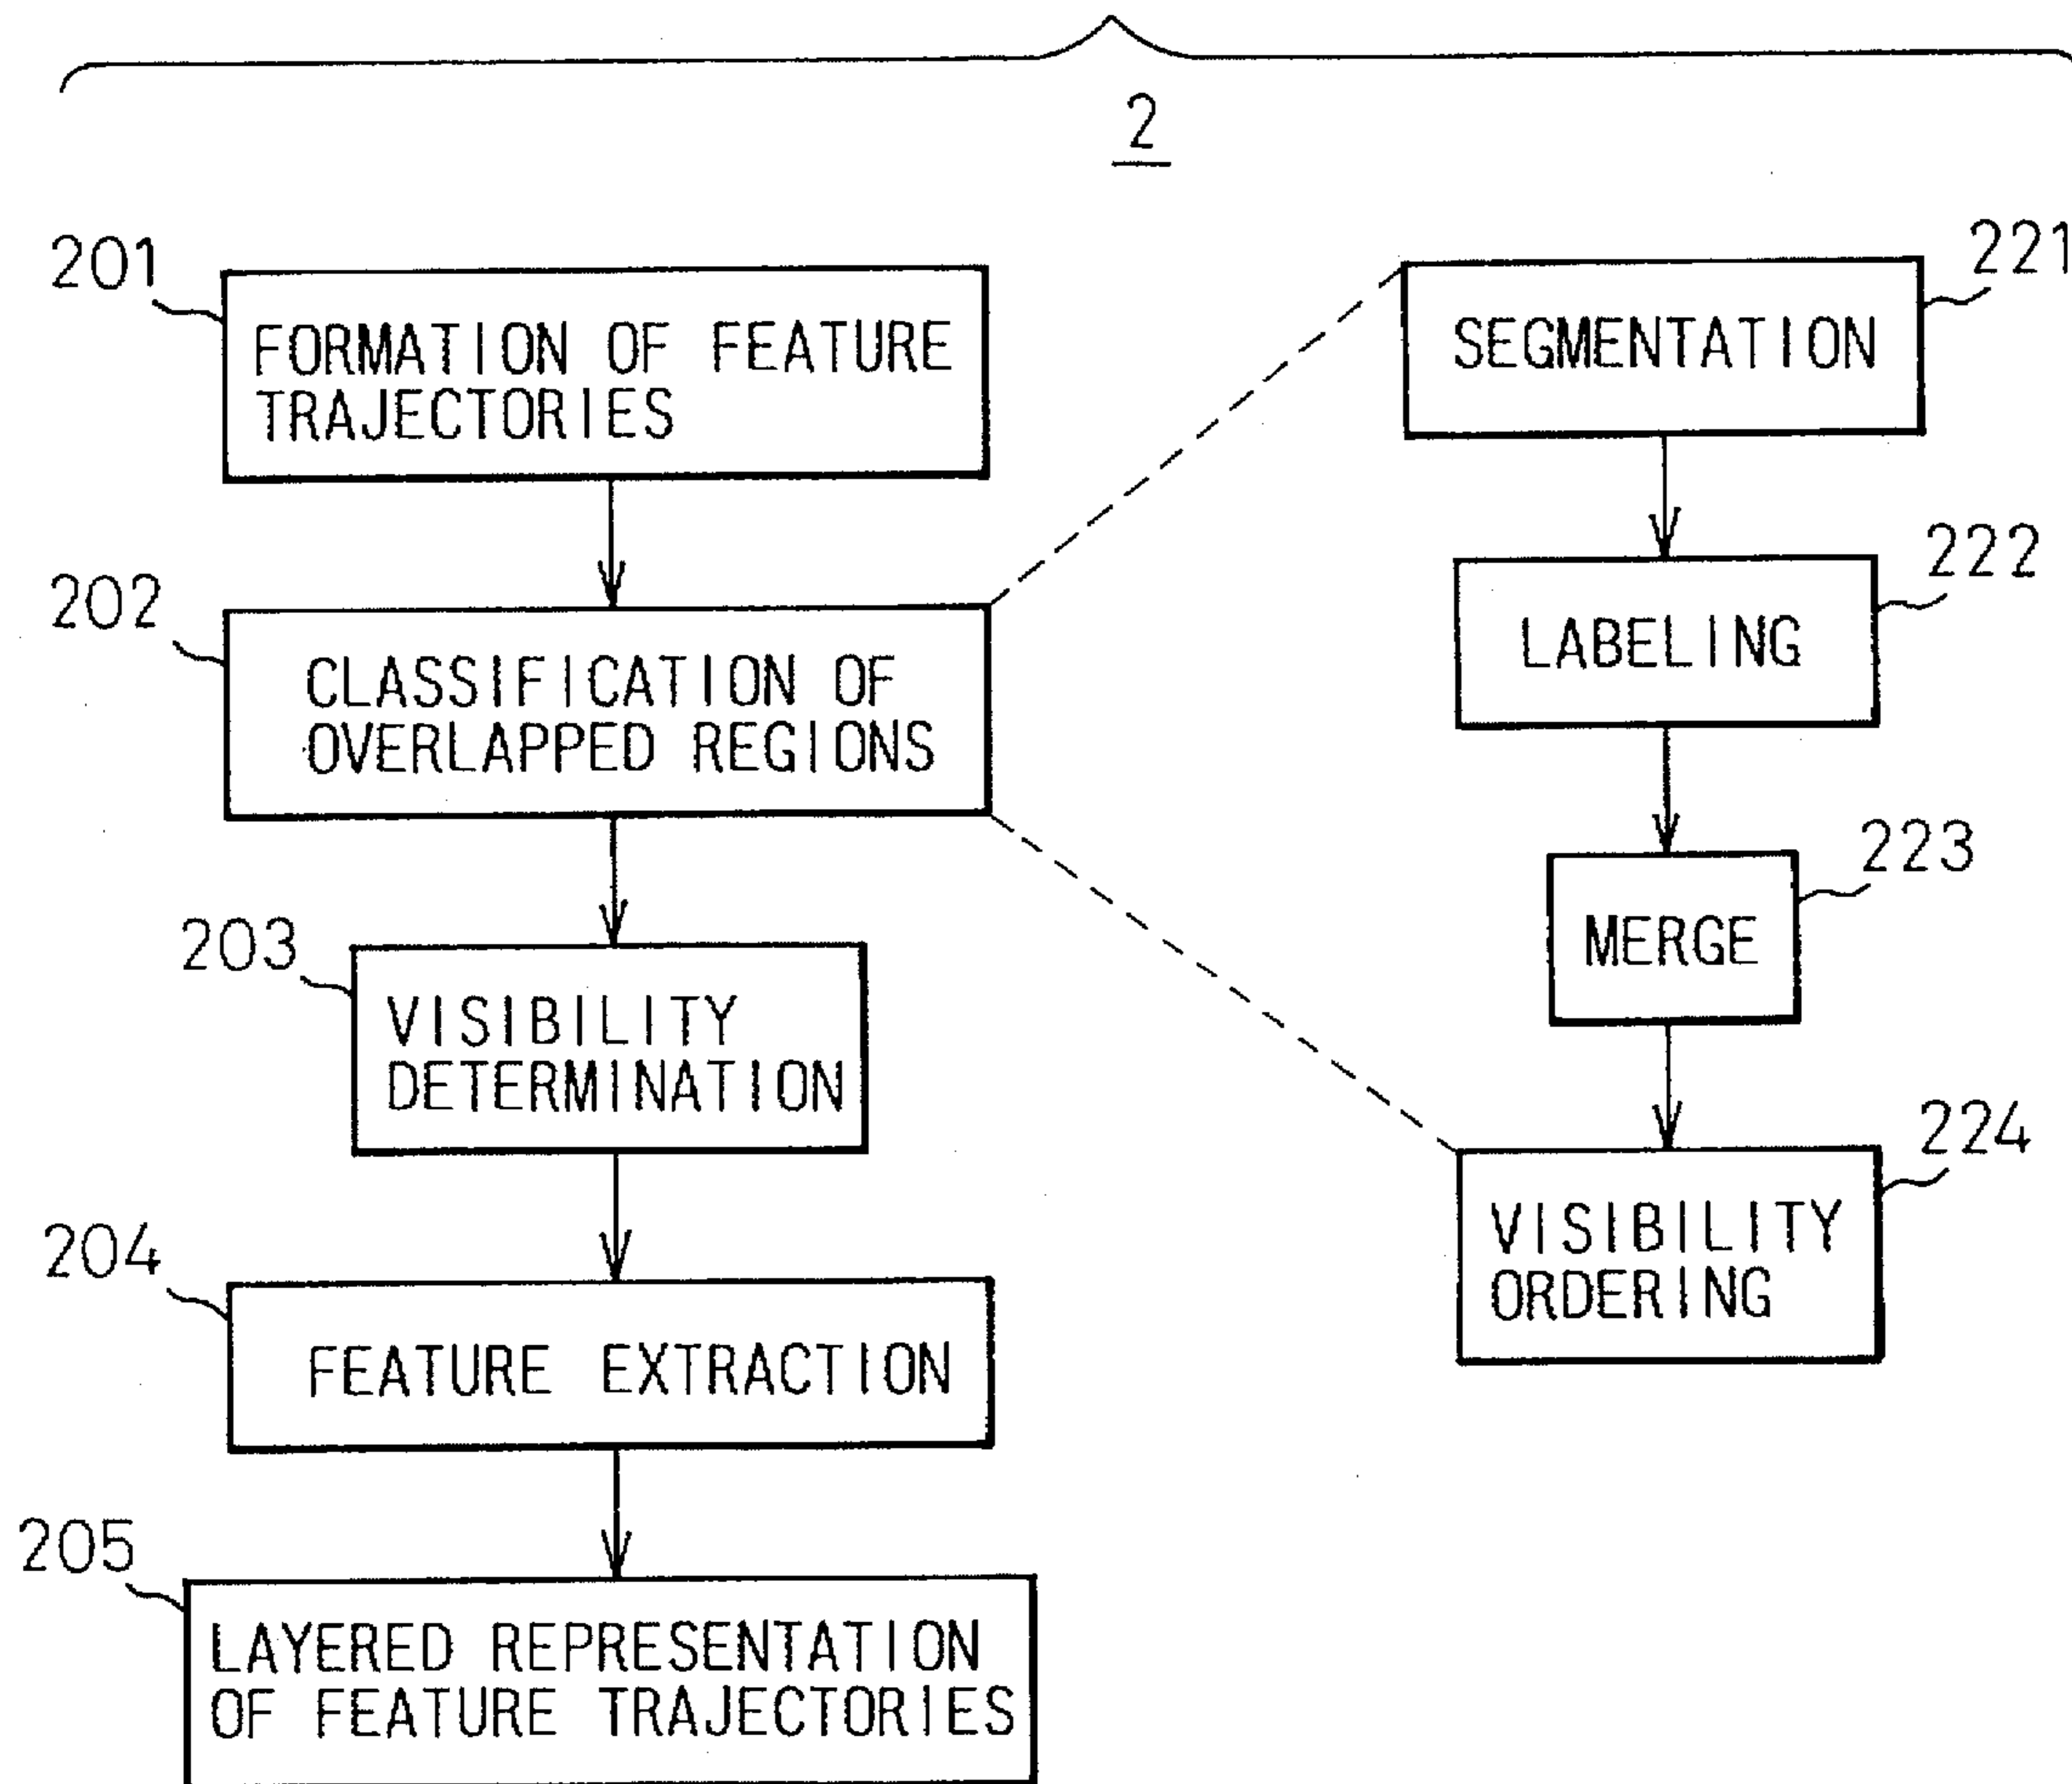 2
201
FORMATION OF FEATURE
TRAJECTORIES
202
CLASSIFICATION OF
OVERLAPPED REGIONS
203
VISIBILITY
DETERMINATION
204
FEATURE EXTRACTION
205
LAYERED REPRESENTATION
OF FEATURE TRAJECTORIES
221
SEGMENTATION
222
LABELING
223
MERGE
224
VISIBILITY
ORDERING